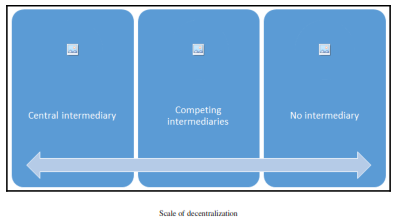 Central intermediary
Competing
intermediaries
No intermediary
Scale of decentralization